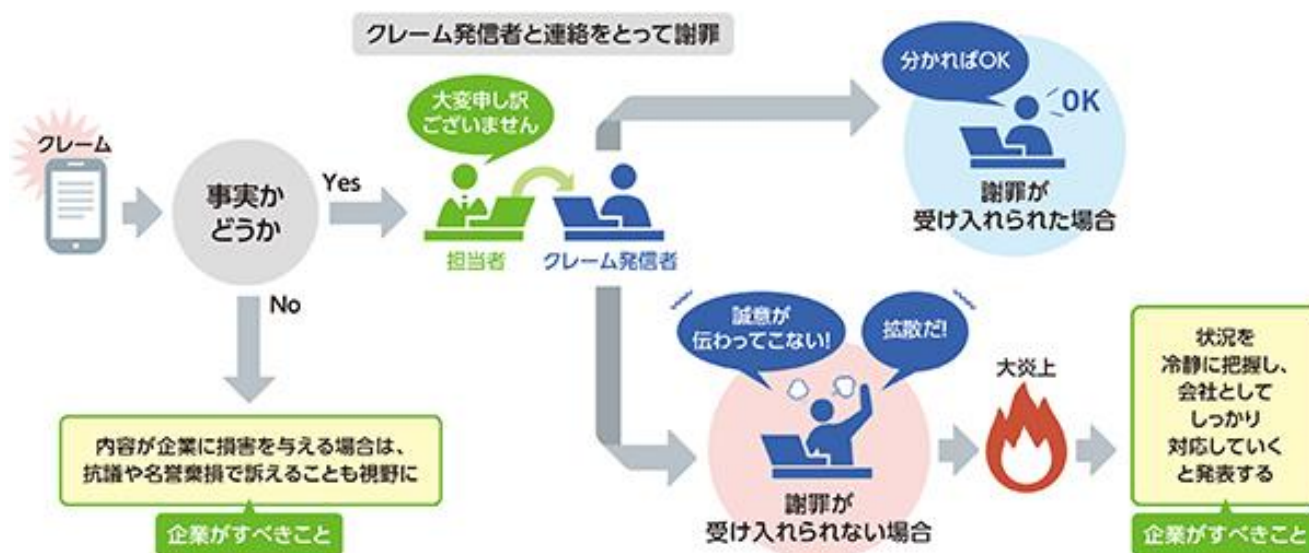 クレーム発信者と連絡をとって謝罪
クレーム
事実か
どうか
Yes
No
大変申し訳
ございません
担当者
クレーム発信者
分かればOK
OK
謝罪が
受け入れられた場合
誠意が
伝わってこない!
拡散だ!
謝罪が
受け入れられない場合
大炎上
状況を
冷静に把握し、
会社として
しっかり
対応していく
と発表する
企業がすべきこと
内容が企業に損害を与える場合は、
抗議や名誉棄損で訴えることも視野に
企業がすべきこと